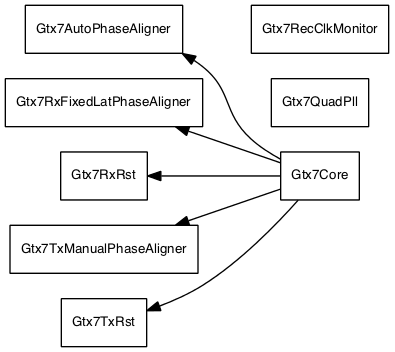 Gtx7AutoPhaseAligner
Gtx7RecClkMonitor
Gtx7RxFixedLatPhaseAligner
Gtx7QuadPll
Gtx7RxRst
Gtx7Core
Gtx7TxManualPhaseAligner
Gtx7TxRst